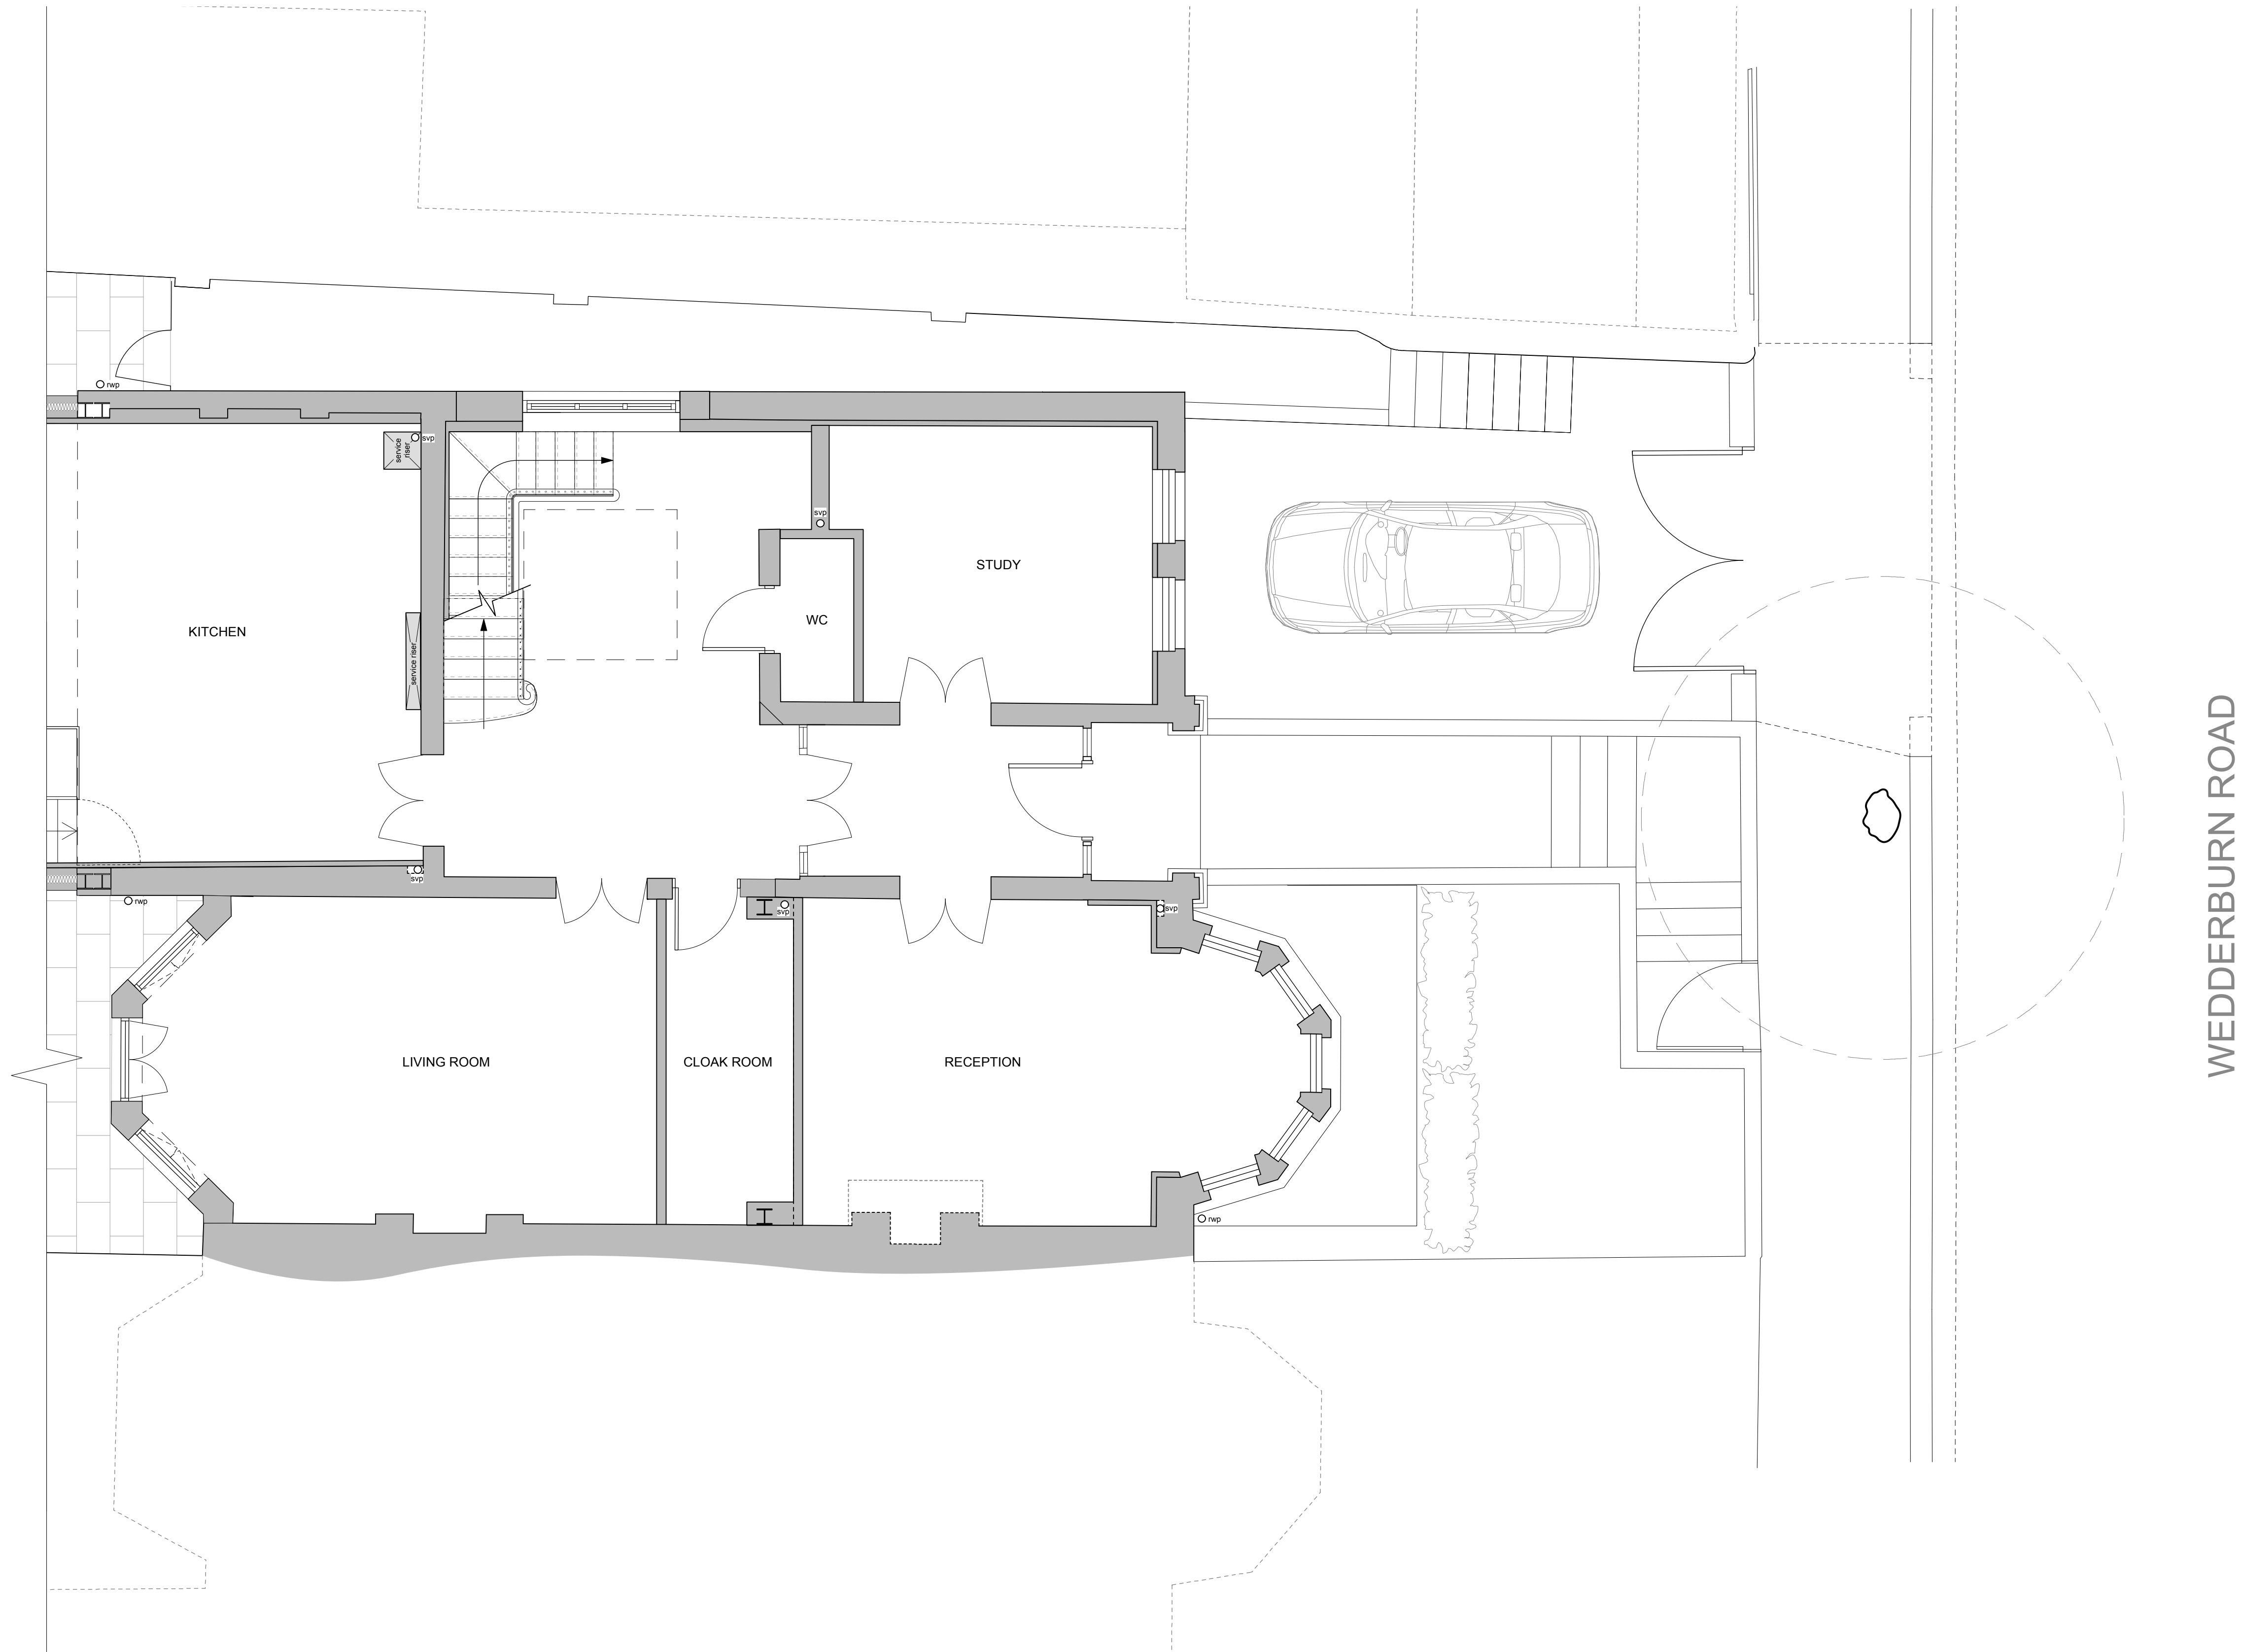 rwp
service
riser
svp
svp
STUDY
WC
KITCHEN
service riser
WEDDERBURN ROAD
svp
rwp
svp
svp
LIVING ROOM
CLOAK ROOM
RECEPTION
rwp